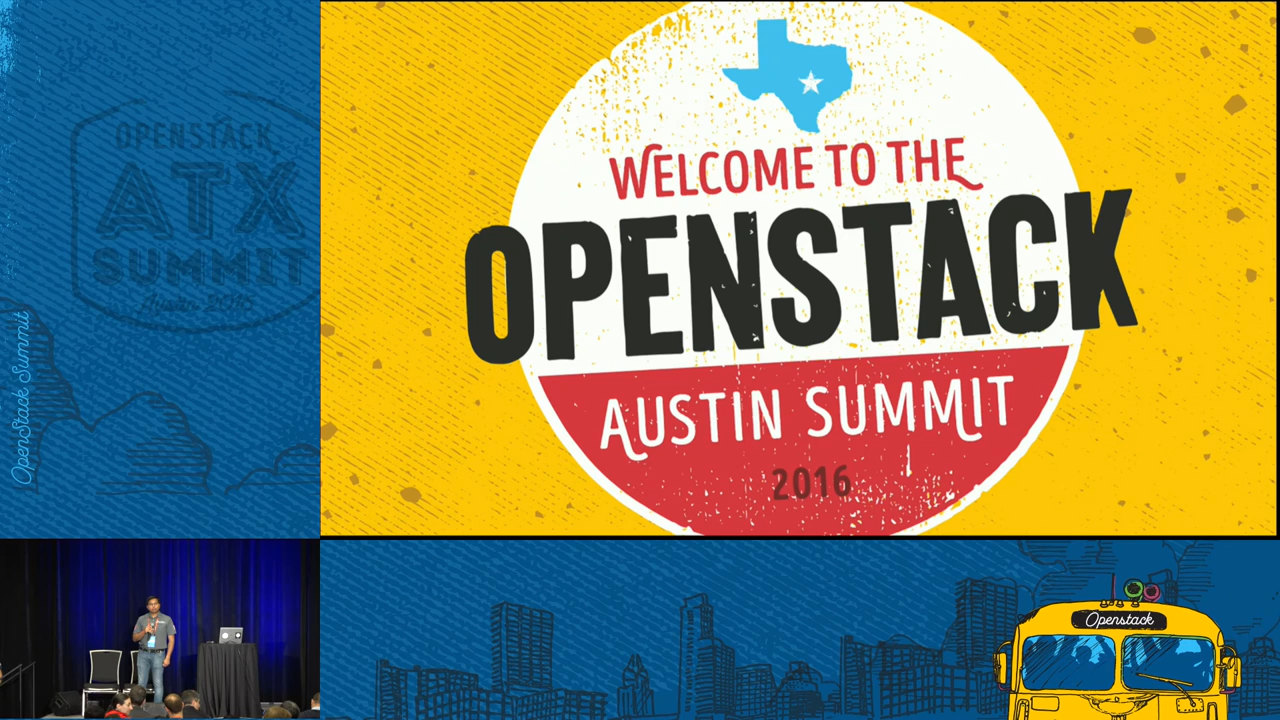 OPENSTACK
ATX
SUMMIT
Austin 2016
OpenStack Summit
WELCOME TO THE
OPENSTACK
AUSTIN SUMMIT
2016
Openstack